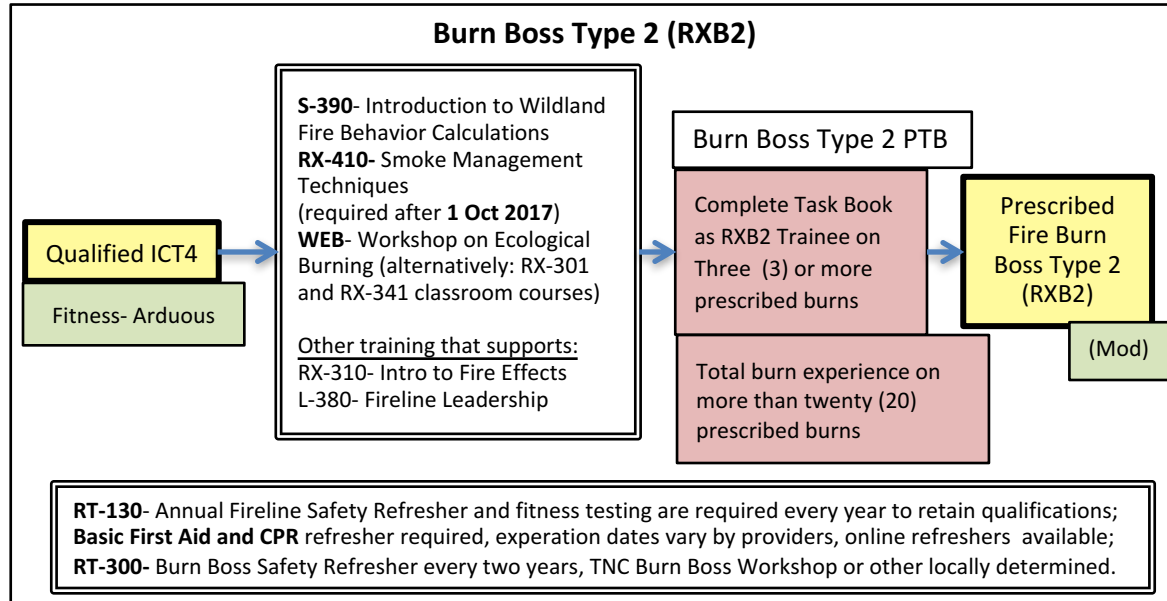 Burn Boss Type 2 (RXB2)
Qualified ICT4
Fitness- Arduous
S-390- Introduction to Wildland
Fire Behavior Calculations
RX-410- Smoke Management
Techniques
(required after 1 Oct 2017)
WEB- Workshop on Ecological
Burning (alternatively: RX-301
and RX-341 classroom courses)
Other training that supports:
RX-310- Intro to Fire Effects
L-380- Fireline Leadership
Burn Boss Type 2 PTB
Complete Task Book
as RXB2 Trainee on
Three (3) or more
prescribed burns
Total burn experience on
more than twenty (20)
prescribed burns
Prescribed
Fire Burn
Boss Type 2
(RXB2)
(Mod)
RT-130- Annual Fireline Safety Refresher and fitness testing are required every year to retain qualifications;
Basic First Aid and CPR refresher required, experation dates vary by providers, online refreshers available;
RT-300- Burn Boss Safety Refresher every two years, TNC Burn Boss Workshop or other locally determined.